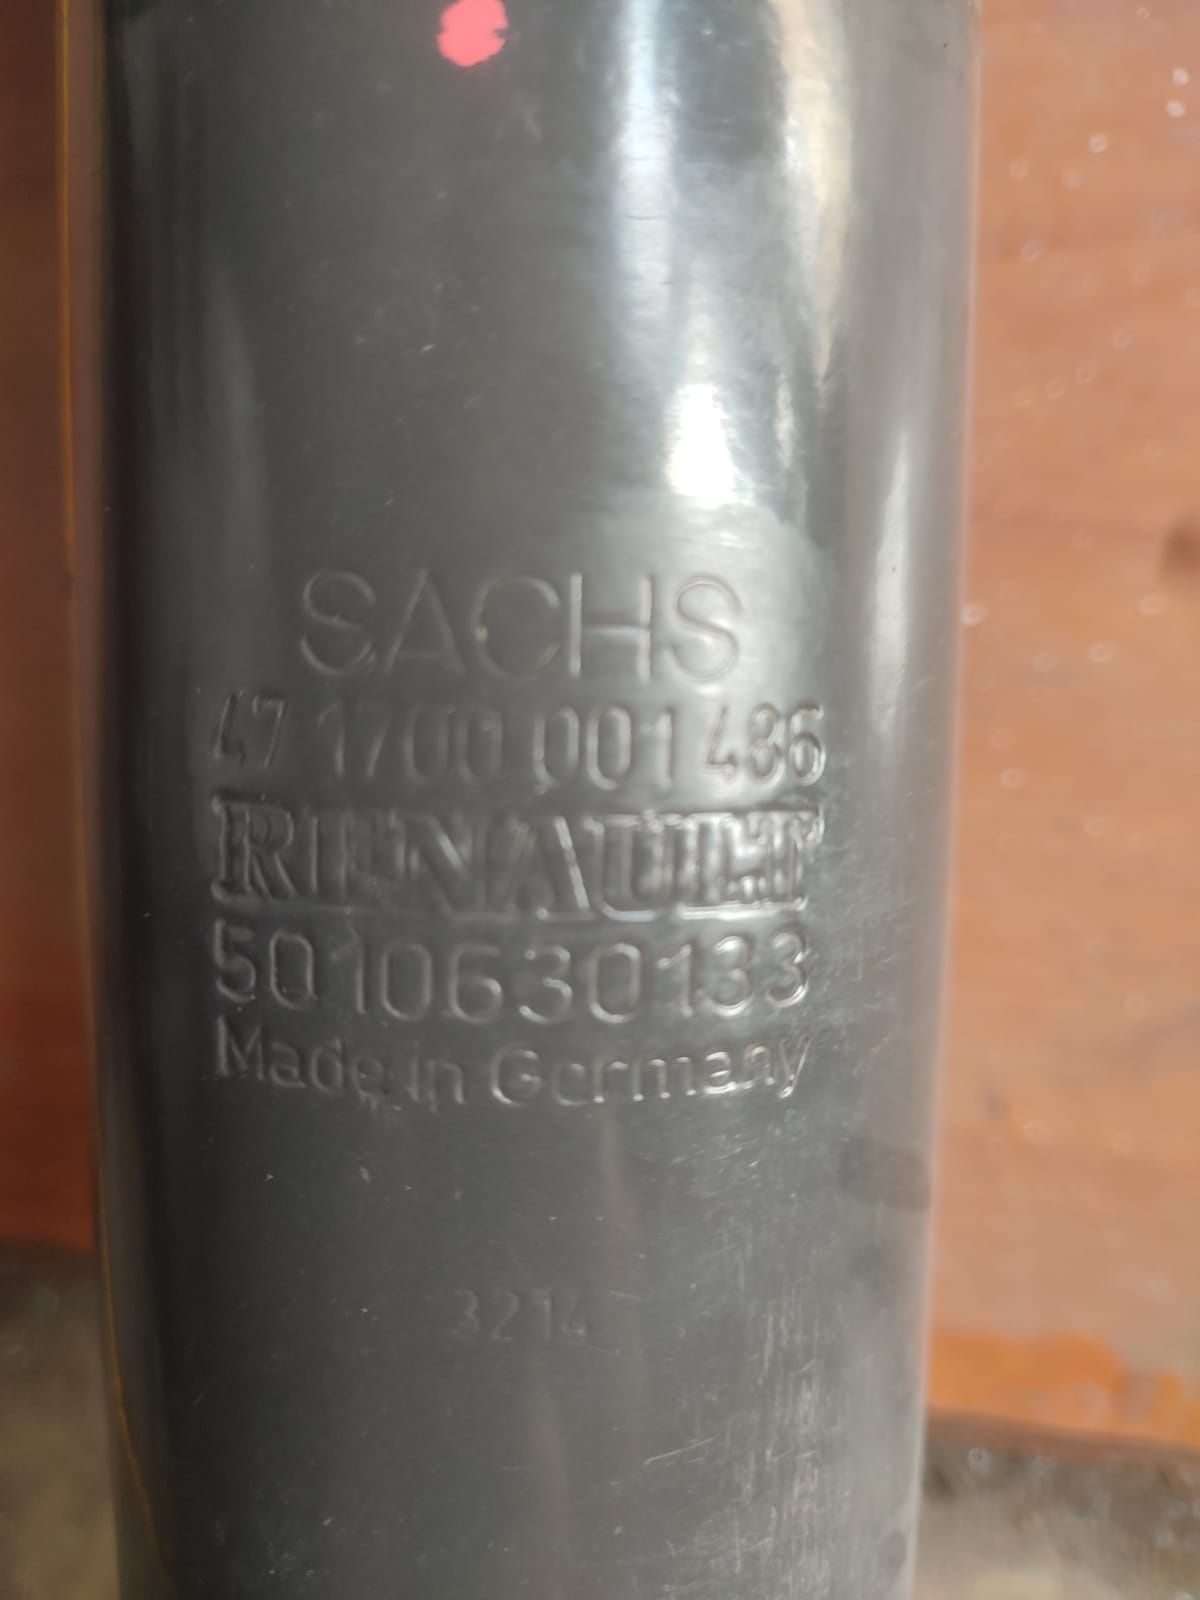 SACHS
47 1700 001 486
RENAULT
5010630133
Made in Germany
3214